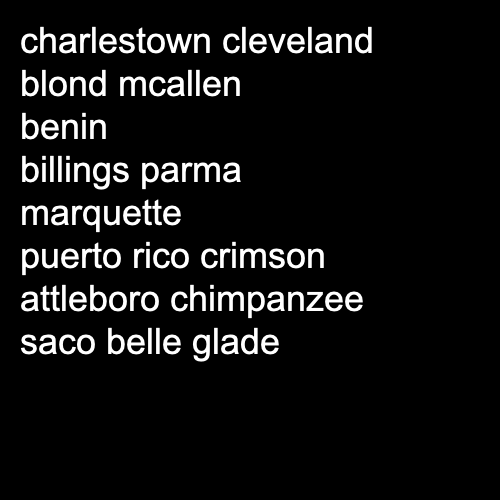 charlestown cleveland
blond mcallen
benin
billings parma
marquette
puerto rico crimson
attleboro chimpanzee
saco belle glade